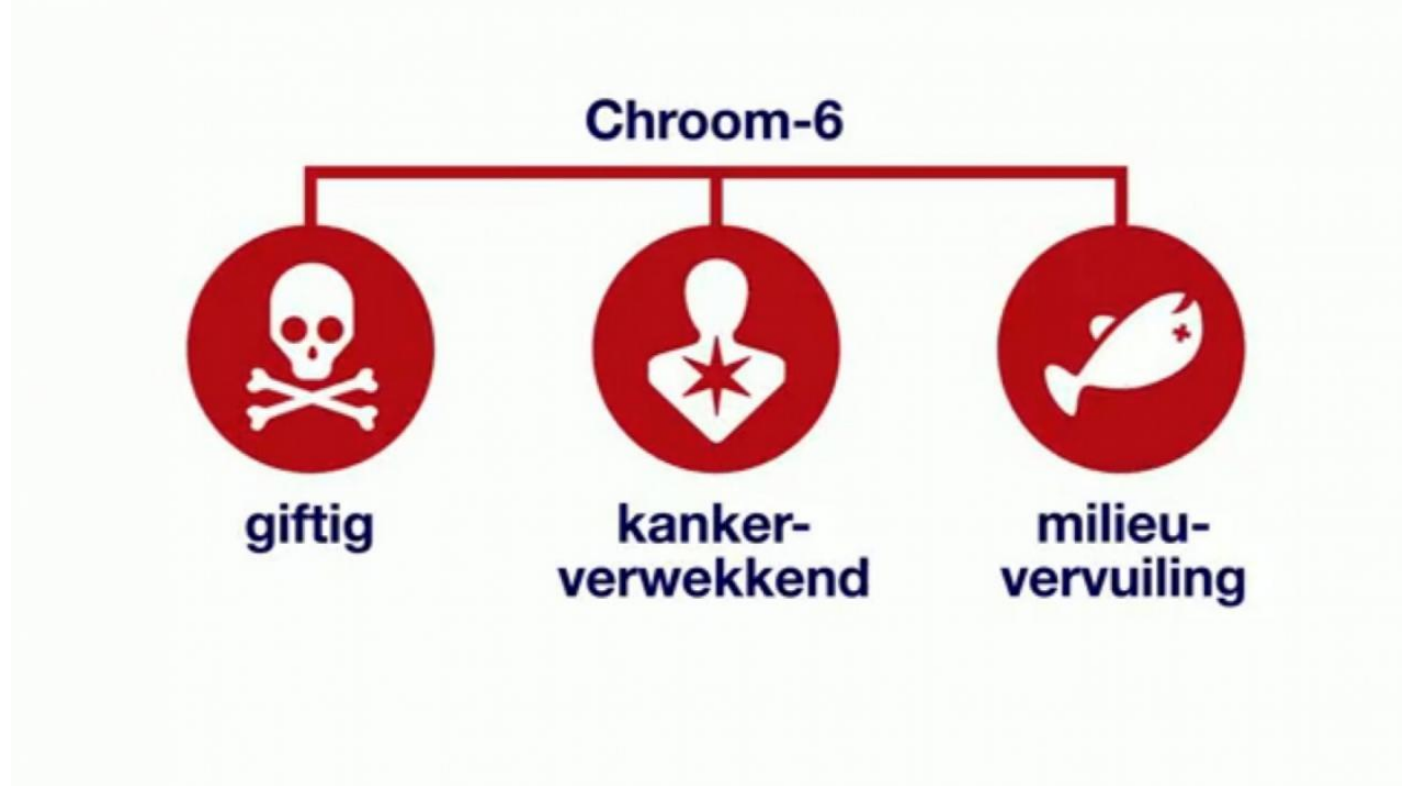 Chroom-6
giftig
kanker-
verwekkend
milieu-
vervuiling